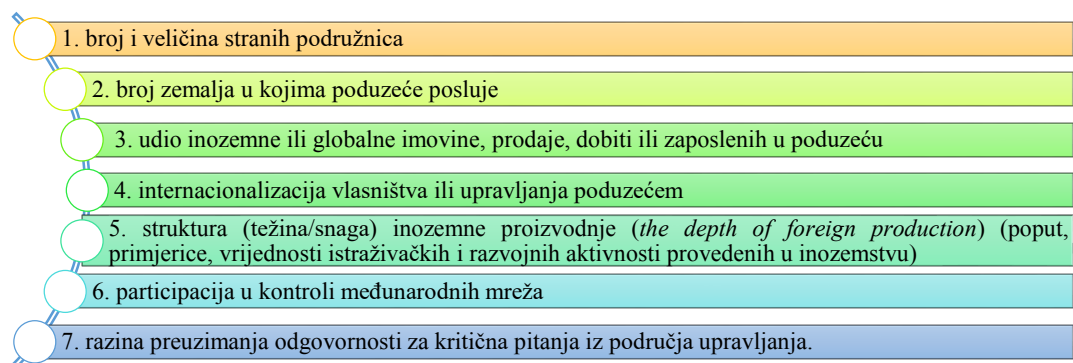 1. broj i veličina stranih podružnica
2. broj zemalja u kojima poduzeće posluje
3. udio inozemne ili globalne imovine, prodaje, dobiti ili zaposlenih u poduzeću
4. internacionalizacija vlasništva ili upravljanja poduzećem
5. struktura (težina/snaga) inozemne proizvodnje (the depth of foreign production) (poput,
primjerice, vrijednosti istraživačkih i razvojnih aktivnosti provedenih u inozemstvu)
6. participacija u kontroli međunarodnih mreža
7. razina preuzimanja odgovornosti za kritična pitanja iz područja upravljanja.